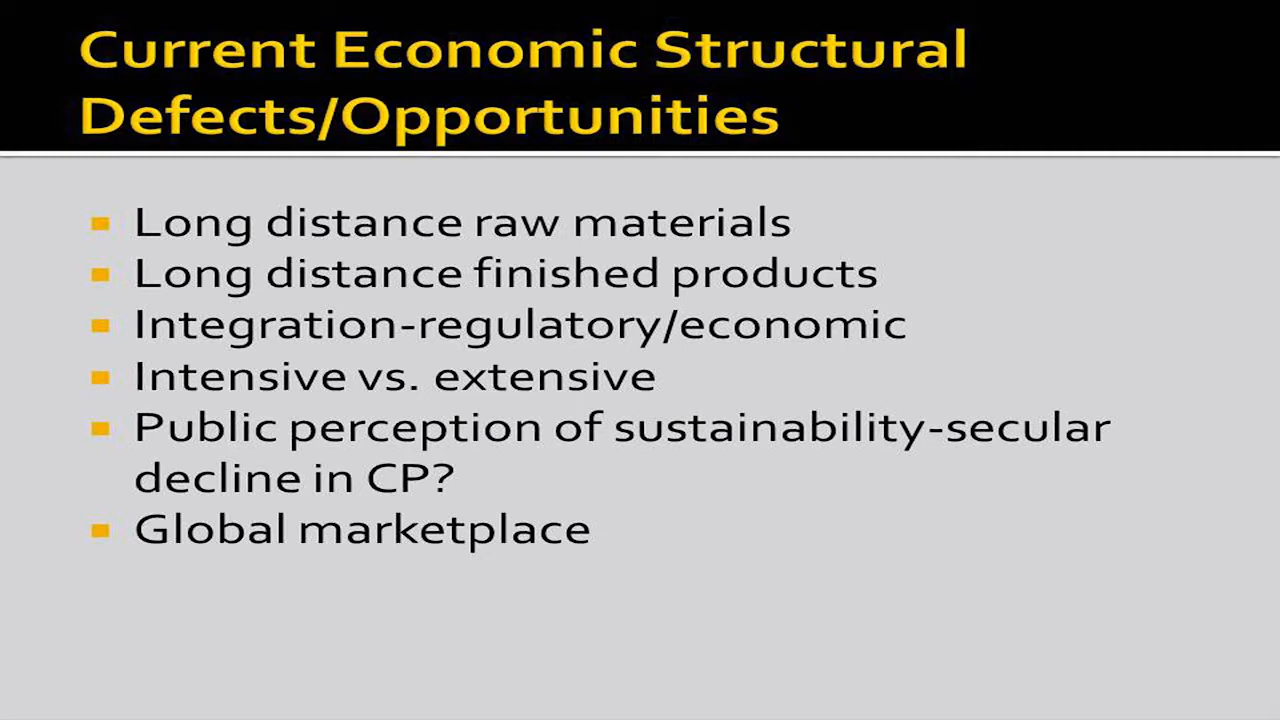 Current Economic Structural
Defects/Opportunities
Long distance raw materials
Long distance finished products
Integration-regulatory/economic
Intensive vs. extensive
Public perception of sustainability-secular
decline in CP?
Global marketplace